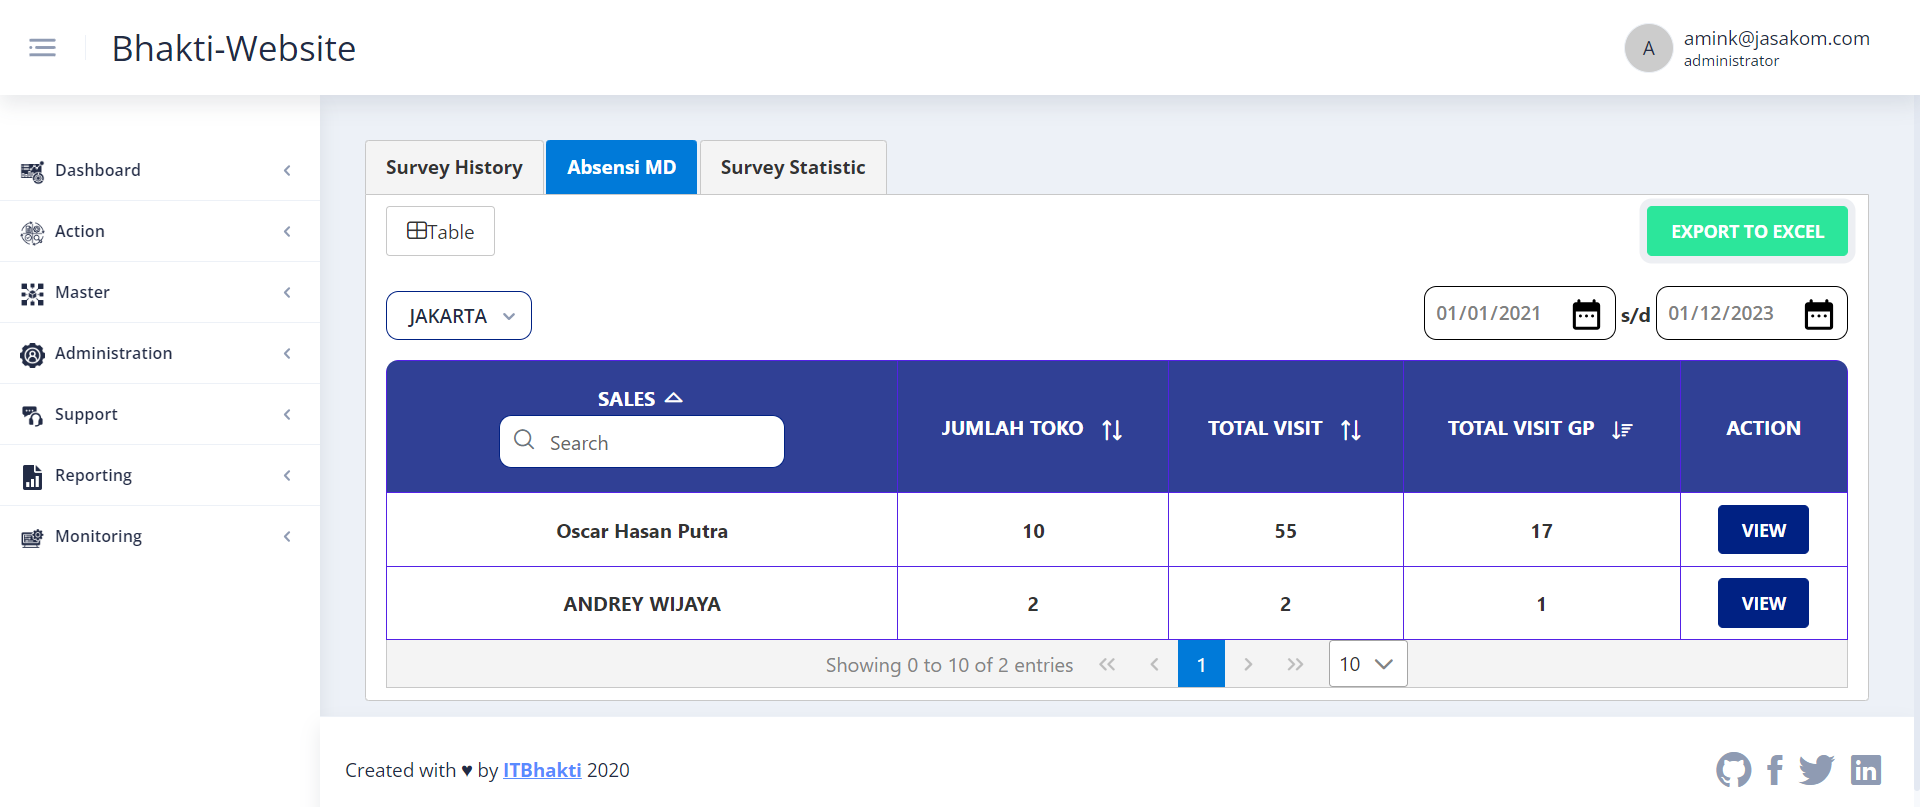 Bhakti-Website
A
amink@jasakom.com
administrator
Dashboard
Action
Master
Administration
Support
Reporting
Monitoring
Survey History
Absensi MD
Survey Statistic
Table
EXPORT TO EXCEL
JAKARTA
01/01/2021
s/d
01/12/2023
SALES
Search
JUMLAH TOKO
TOTAL VISIT
TOTAL VISIT GP
ACTION
Oscar Hasan Putra
10
55
17
VIEW
ANDREY WIJAYA
2
2
1
VIEW
Showing 0 to 10 of 2 entries
1
10
Created with ♥ by ITBhakti 2020